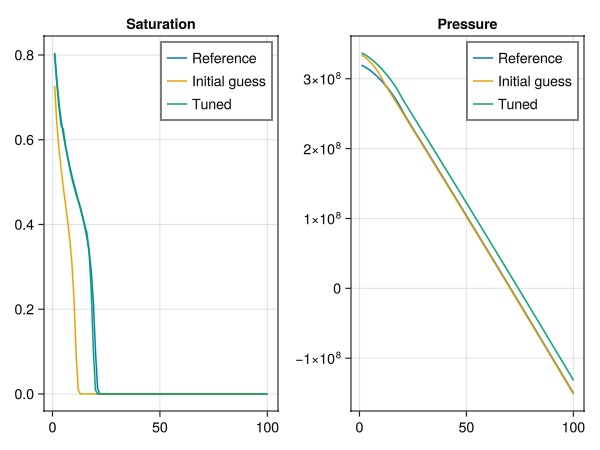 Saturation
Reference
Initial guess
Tuned
0.8
0.6
0.4
0.2
0.0
0
50
100
Pressure
Reference
Initial guess
Tuned
3×10⁸
2×10⁸
1×10⁸
0
−1×10⁸
0
50
100